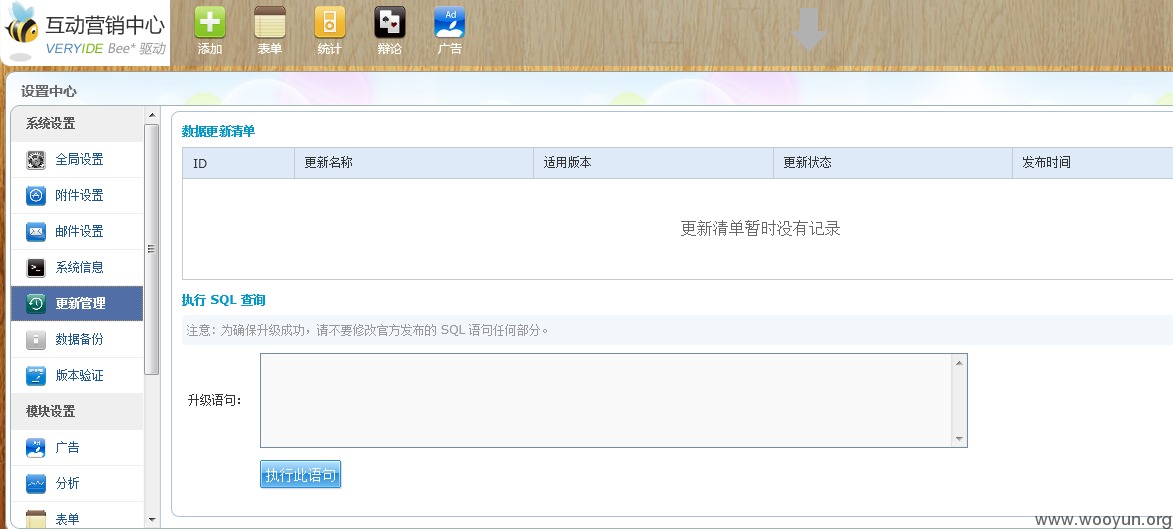 互动营销中心
VERYIDE Bee* 驱动
添加 表单 统计 辩论 广告
Ad
设置中心
系统设置
全局设置
附件设置
邮件设置
系统信息
更新管理
数据备份
版本验证
模块设置
广告
分析
表单
数据更新清单
ID 更新名称 适用版本 更新状态 发布时间
更新清单暂时没有记录
执行 SQL 查询
注意：为确保升级成功，请不要修改官方发布的 SQL 语句任何部分。
升级语句：
执行此语句
www.wooyun.org